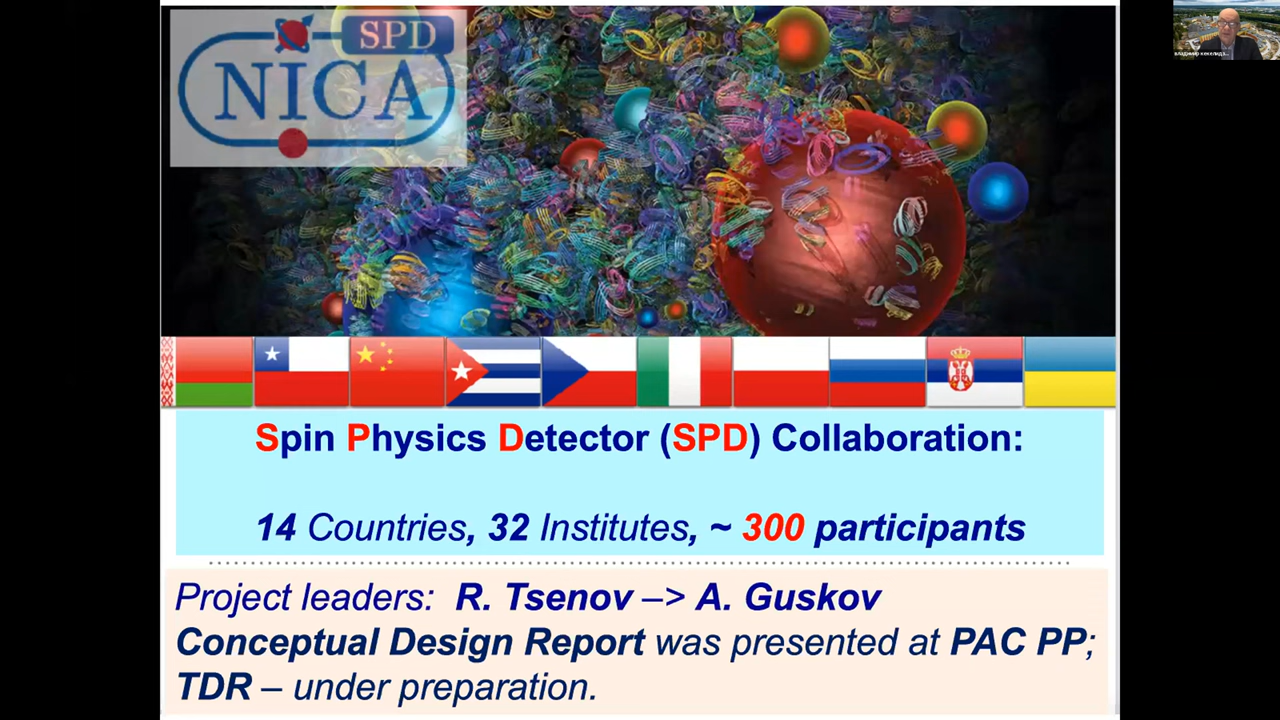 SPD
NICA
Spin Physics Detector (SPD) Collaboration:
14 Countries, 32 Institutes, ~ 300 participants
Project leaders: R. Tsenov –> A. Guskov
Conceptual Design Report was presented at PAC PP;
TDR – under preparation.